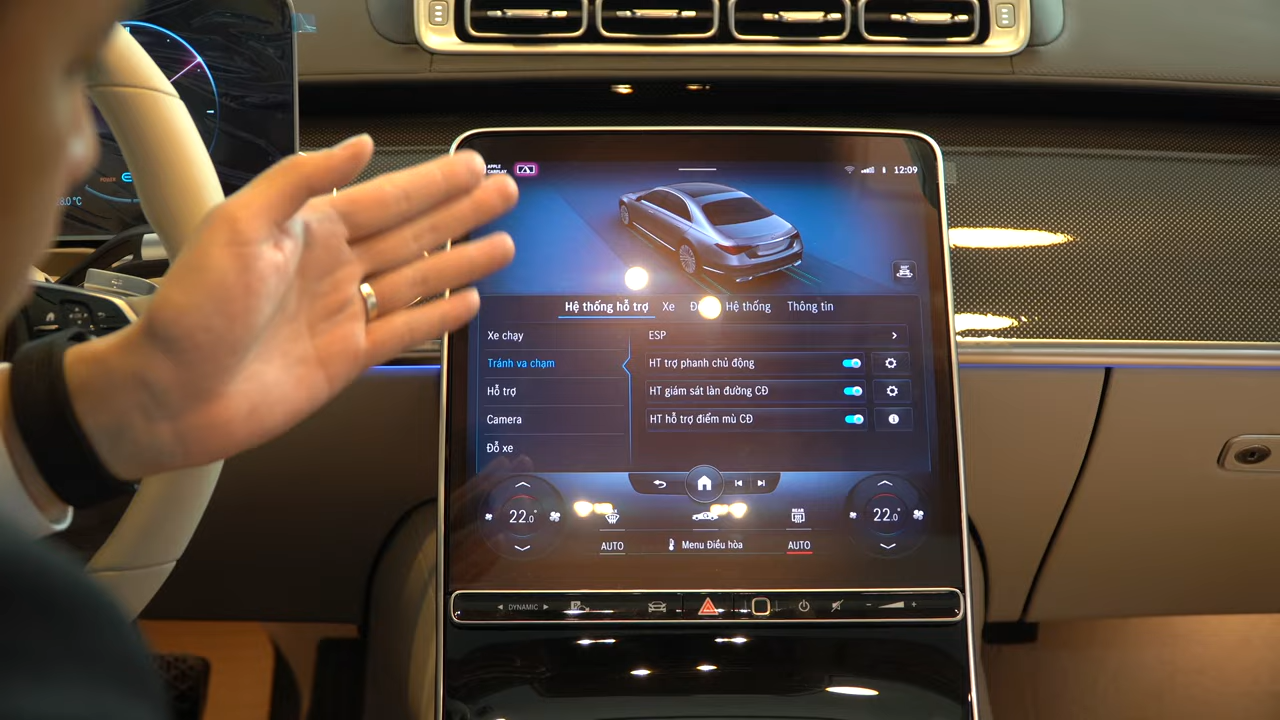 POWER
APPLE
CARPLAY
12:09
Hệ thống hỗ trợ Xe Hệ thống Thông tin
Xe chạy
ESP
Tránh va chạm
HT trợ phanh chủ động
Hỗ trợ
HT giám sát làn đường CĐ
Camera
HT hỗ trợ điểm mù CĐ
Đỗ xe
22.0°
REAR
22.0°
AUTO
Menu Điều hòa
AUTO
DYNAMIC